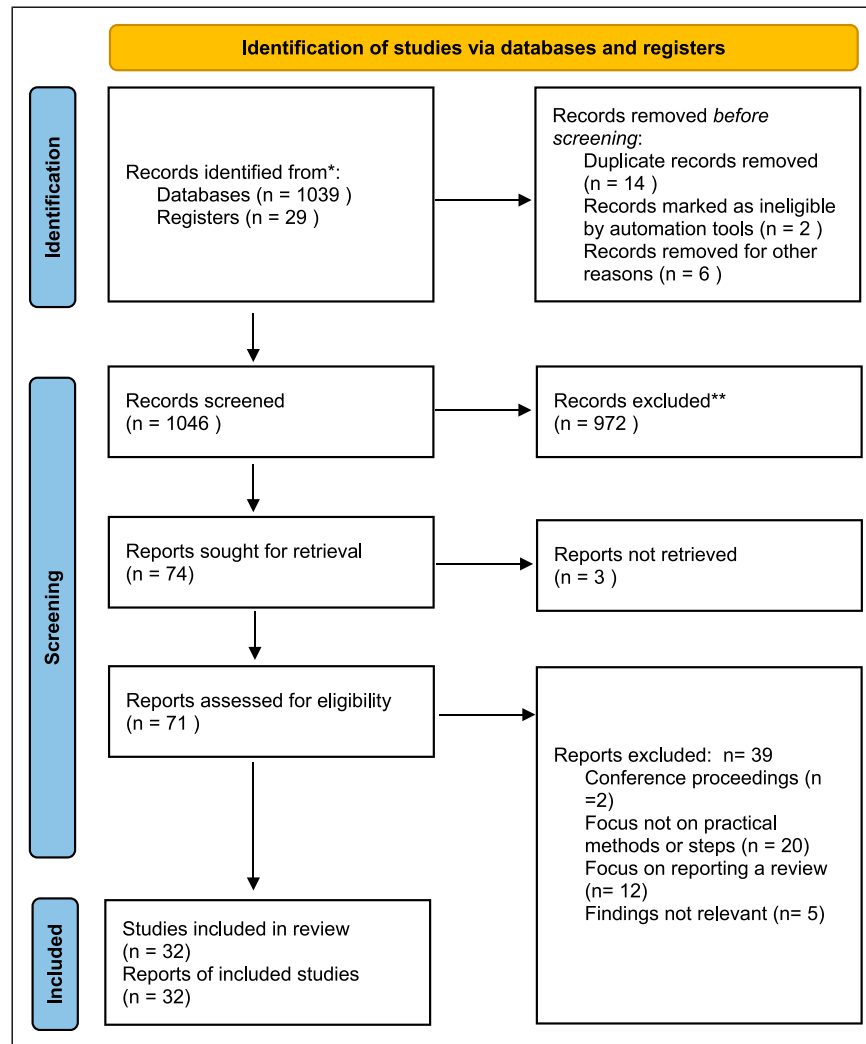 Identification of studies via databases and registers
Identification
Records identified from*:
Databases (n = 1039 )
Registers (n = 29 )
Records removed before
screening:
Duplicate records removed
(n = 14 )
Records marked as ineligible
by automation tools (n = 2 )
Records removed for other
reasons (n = 6 )
Screening
Records screened
(n = 1046 )
Records excluded**
(n = 972 )
Reports sought for retrieval
(n = 74)
Reports not retrieved
(n = 3 )
Reports assessed for eligibility
(n = 71 )
Reports excluded:  n= 39
Conference proceedings (n
=2)
Focus not on practical
methods or steps (n = 20)
Focus on reporting a review
(n= 12)
Findings not relevant (n= 5)
Included
Studies included in review
(n = 32)
Reports of included studies
(n = 32)